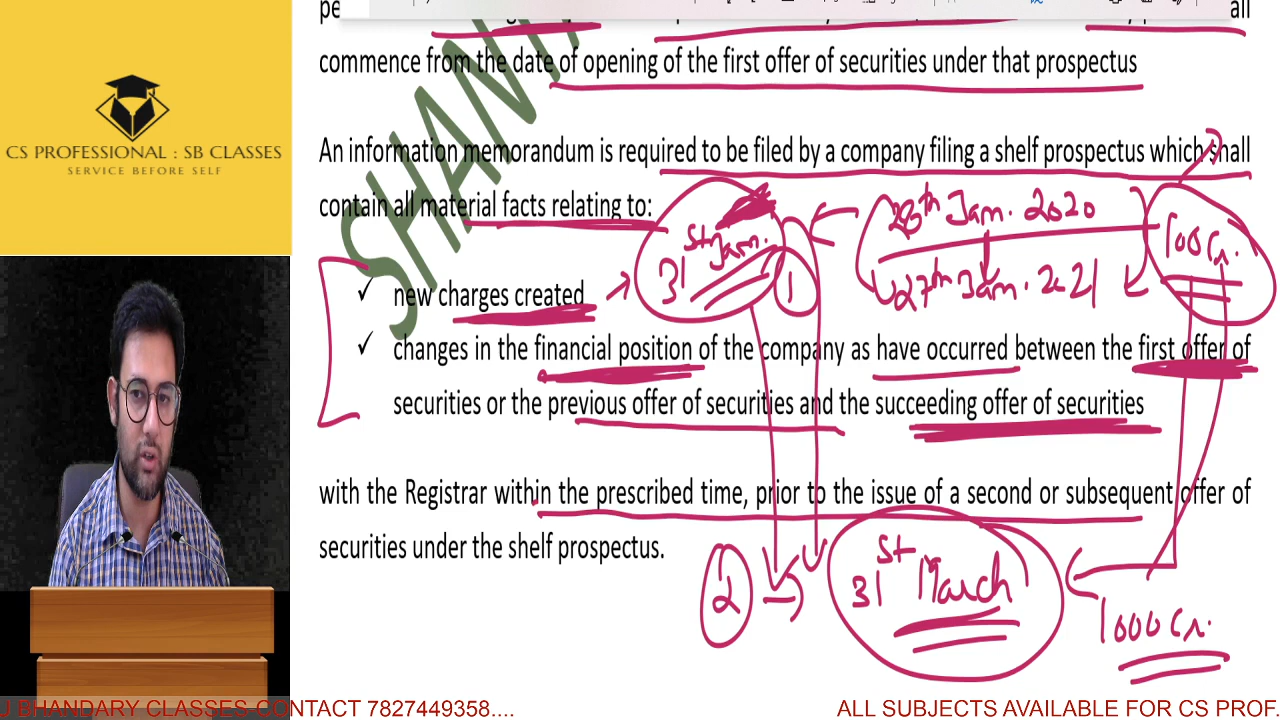 all
commence from the date of opening of the first offer of securities under that prospectus
CS PROFESSIONAL : SB CLASSES
SERVICE BEFORE SELF
An information memorandum is required to be filed by a company filing a shelf prospectus which shall
contain all material facts relating to:
28th Jan. 2020
100 Cr.
31st Jan.
1
27th Jan. 2021
✓ new charges created
✓ changes in the financial position of the company as have occurred between the first offer of
securities or the previous offer of securities and the succeeding offer of securities
with the Registrar within the prescribed time, prior to the issue of a second or subsequent offer of
securities under the shelf prospectus.
2
31st March
1000 Cr.
SHAN
J BHANDARY CLASSES-CONTACT 7827449358....
ALL SUBJECTS AVAILABLE FOR CS PROF.